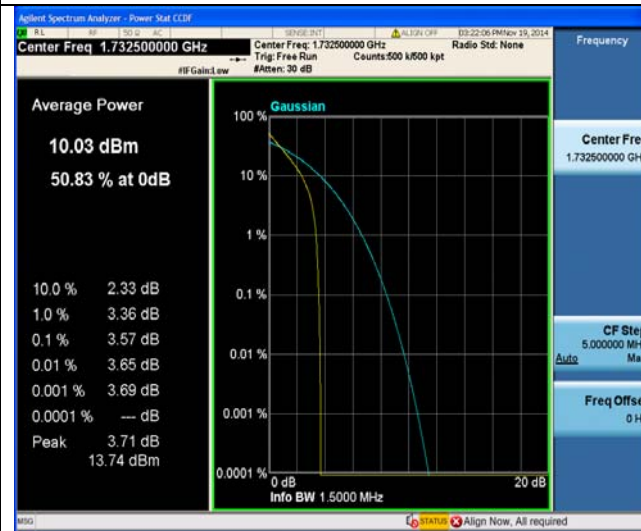 Agilent Spectrum Analyzer - Power Stat CCDF
RL RF 50 Ω AC SENSE:INT ALIGN OFF 03:22:06 PM Nov 19, 2014
Center Freq 1.732500000 GHz
Center Freq: 1.732500000 GHz Radio Std: None
Trig: Free Run Counts:500 k/500 kpt
#IFGain:Low #Atten: 30 dB
Frequency
Average Power
10.03 dBm
50.83 % at 0dB
10.0 % 2.33 dB
1.0 % 3.36 dB
0.1 % 3.57 dB
0.01 % 3.65 dB
0.001 % 3.69 dB
0.0001 % --- dB
Peak 3.71 dB
13.74 dBm
Gaussian
100 %
10 %
1 %
0.1 %
0.01 %
0.001 %
0.0001 %
0 dB 20 dB
Info BW 1.5000 MHz
Center Fre
1.732500000 GH
CF Ste
5.000000 MH
Auto Ma
Freq Offse
0 H
MSG STATUS Align Now, All required